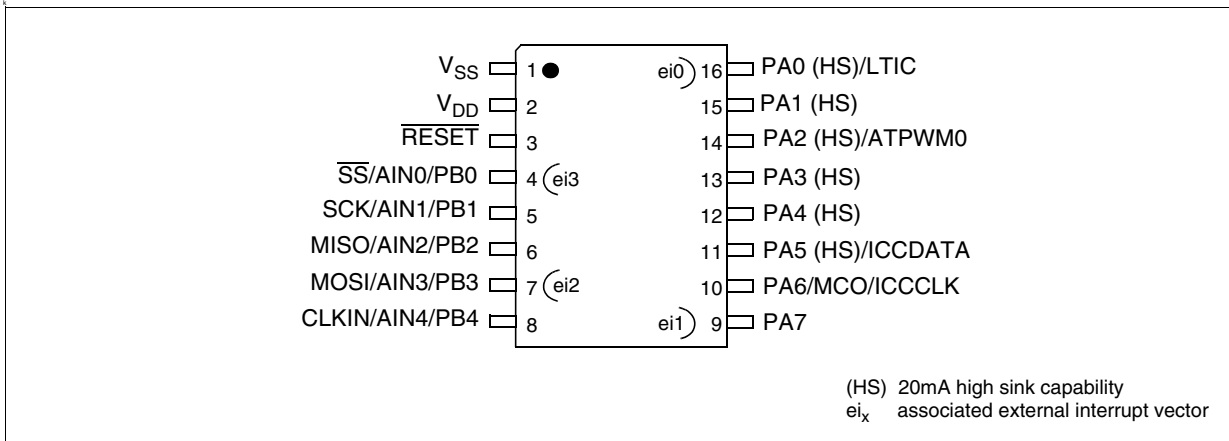 k
V_SS 1 ei0 16 PA0 (HS)/LTIC
V_DD 2 15 PA1 (HS)
RESET 3 14 PA2 (HS)/ATPWM0
SS/AIN0/PB0 4 ei3 13 PA3 (HS)
SCK/AIN1/PB1 5 12 PA4 (HS)
MISO/AIN2/PB2 6 11 PA5 (HS)/ICCDATA
MOSI/AIN3/PB3 7 ei2 10 PA6/MCO/ICCCLK
CLKIN/AIN4/PB4 8 ei1 9 PA7
(HS) 20mA high sink capability
ei_x associated external interrupt vector